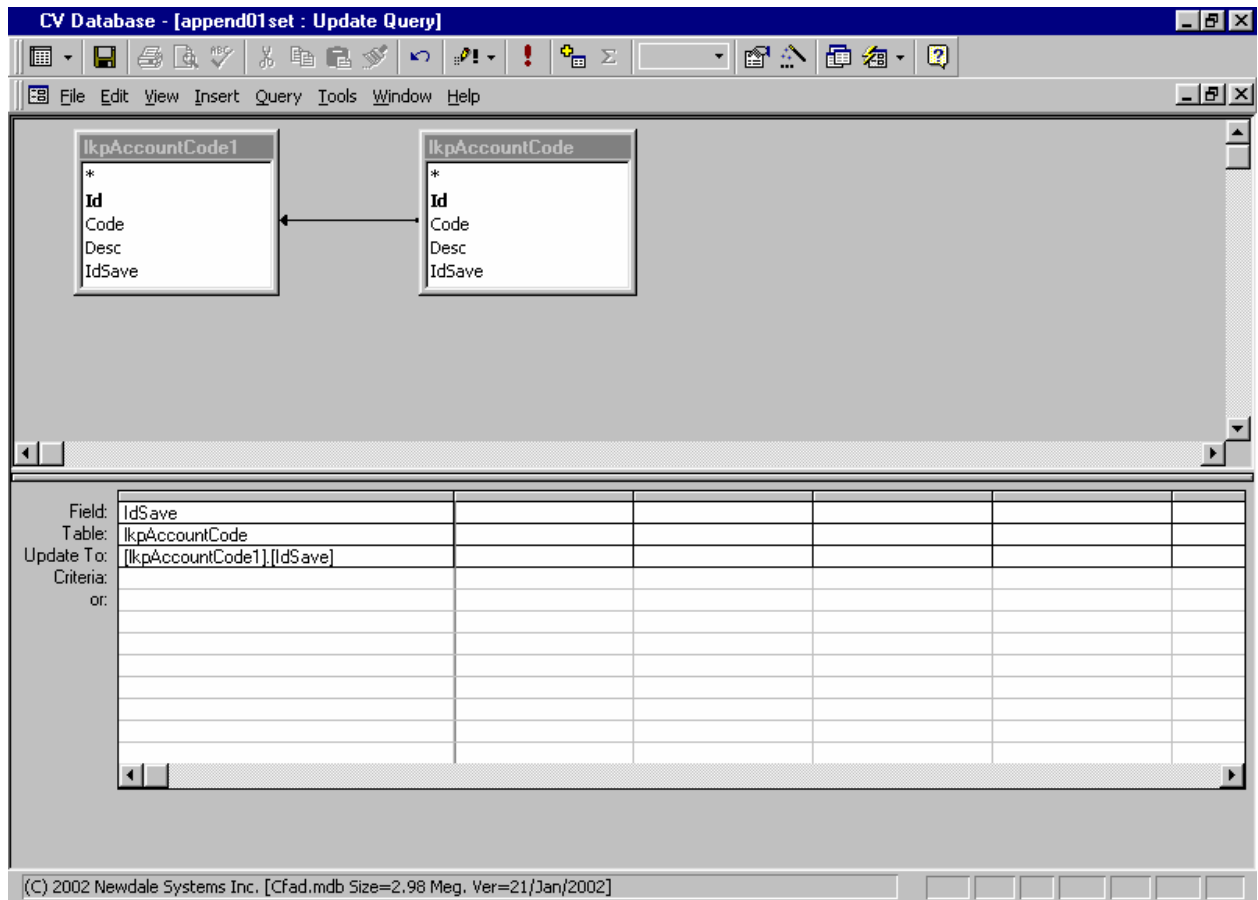 CV Database - [append01set : Update Query]
File Edit View Insert Query Tools Window Help
lkpAccountCode1
*
Id
Code
Desc
IdSave
lkpAccountCode
*
Id
Code
Desc
IdSave
Field: IdSave
Table: lkpAccountCode
Update To: [lkpAccountCode1].[IdSave]
Criteria:
or:
(C) 2002 Newdale Systems Inc. [Cfad.mdb Size=2.98 Meg. Ver=21/Jan/2002]